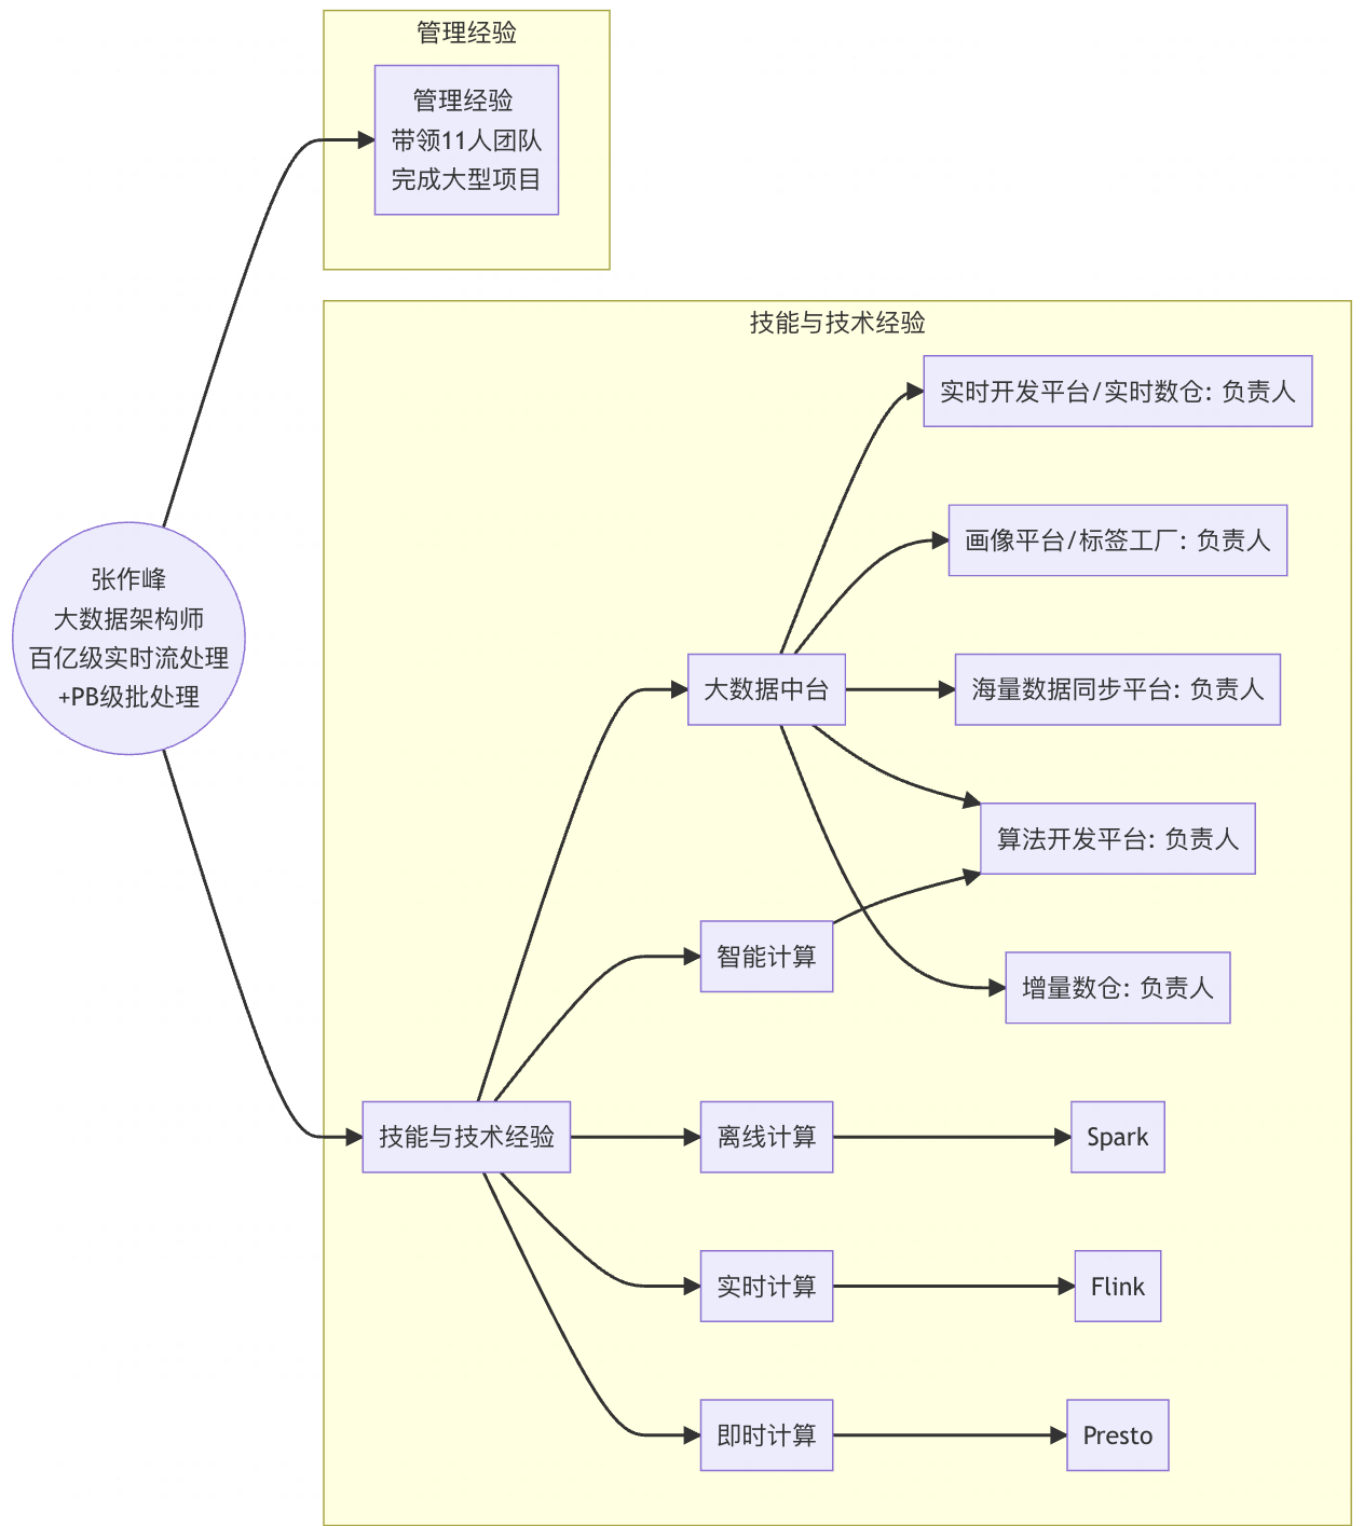 管理经验
管理经验
带领11人团队
完成大型项目
技能与技术经验
实时开发平台/实时数仓: 负责人
画像平台/标签工厂: 负责人
张作峰
大数据架构师
百亿级实时流处理
+PB级批处理
大数据中台
海量数据同步平台: 负责人
算法开发平台: 负责人
智能计算
增量数仓: 负责人
技能与技术经验
离线计算
Spark
实时计算
Flink
即时计算
Presto